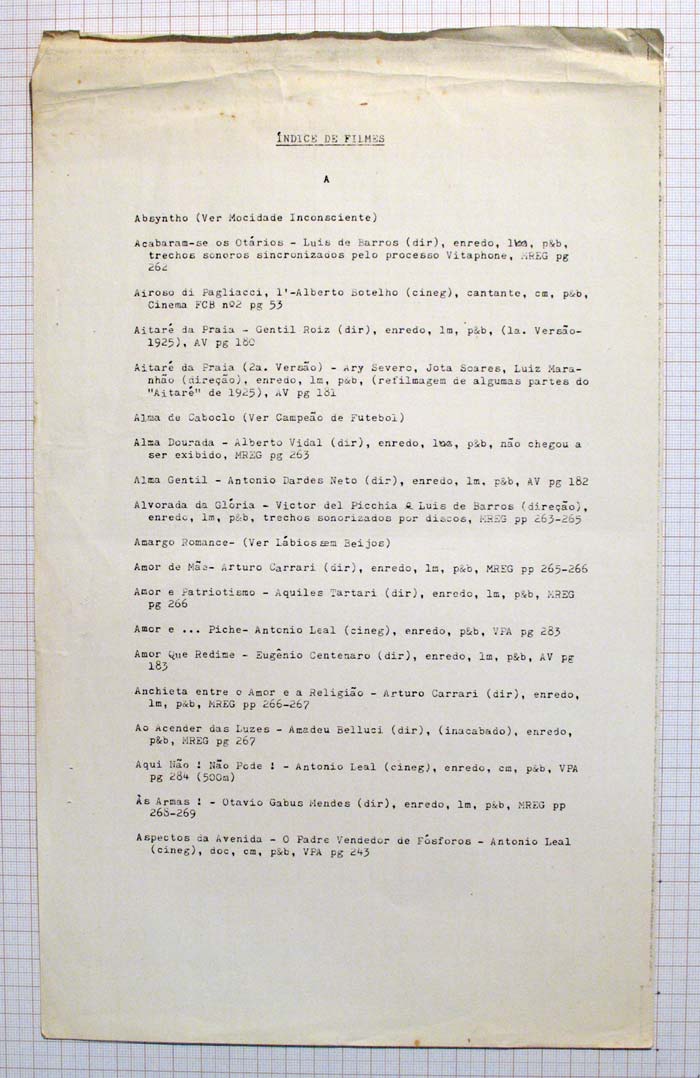 ÍNDICE DE FILMES
A
Absyntho (Ver Mocidade Inconsciente)
Acabaram-se os Otários - Luis de Barros (dir), enredo, lm, p&b,
trechos sonoros sincronizados pelo processo Vitaphone, MREG pg
262
Airoso di Pagliacci, l'-Alberto Botelho (cineg), cantante, cm, p&b,
Cinema FCB nº2 pg 53
Aitaré da Praia - Gentil Roiz (dir), enredo, lm, p&b, (1a. Versão-
1925), AV pg 180
Aitaré da Praia (2a. Versão) - Ary Severo, Jota Soares, Luiz Mara-
nhão (direção), enredo, lm, p&b, (refilmagem de algumas partes do
"Aitaré" de 1925), AV pg 181
Alma de Caboclo (Ver Campeão de Futebol)
Alma Dourada - Alberto Vidal (dir), enredo, lm, p&b, não chegou a
ser exibido, MREG pg 263
Alma Gentil - Antonio Dardes Neto (dir), enredo, lm, p&b, AV pg 182
Alvorada da Glória - Victor del Picchia & Luis de Barros (direção),
enredo, lm, p&b, trechos sonorizados por discos, MREG pp 263-265
Amargo Romance- (Ver Lábios sem Beijos)
Amor de Mãe- Arturo Carrari (dir), enredo, lm, p&b, MREG pp 265-266
Amor e Patriotismo - Aquiles Tartari (dir), enredo, lm, p&b, MREG
pg 266
Amor e ... Piche- Antonio Leal (cineg), enredo, p&b, VPA pg 283
Amor Que Redime - Eugênio Centenaro (dir), enredo, lm, p&b, AV pg
183
Anchieta entre o Amor e a Religião - Arturo Carrari (dir), enredo,
lm, p&b, MREG pp 266-267
Ao Acender das Luzes - Amadeu Belluci (dir), (inacabado), enredo,
p&b, MREG pg 267
Aqui Não ! Não Pode ! - Antonio Leal (cineg), enredo, cm, p&b, VPA
pg 284 (500m)
Às Armas ! - Otavio Gabus Mendes (dir), enredo, lm, p&b, MREG pp
268-269
Aspectos da Avenida - O Padre Vendedor de Fósforos - Antonio Leal
(cineg), doc, cm, p&b, VPA pg 243